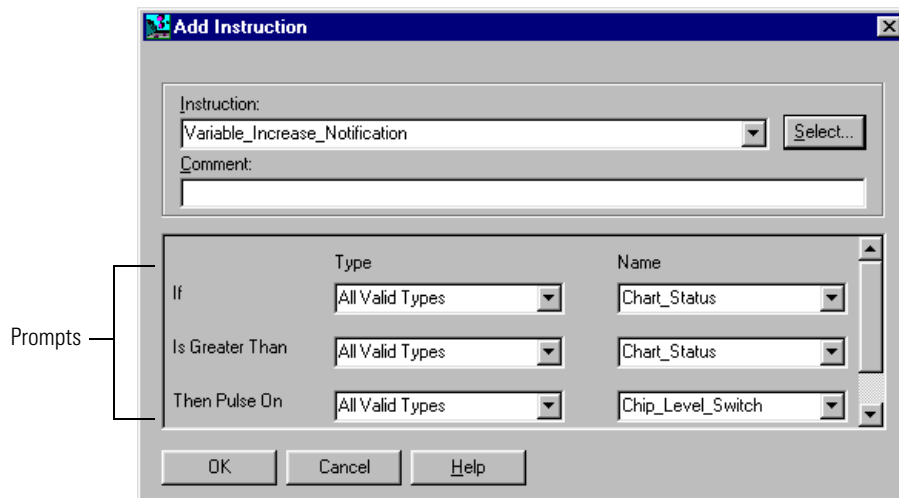 Add Instruction
Instruction:
Variable_Increase_Notification
Select...
Comment:
Type Name
If All Valid Types Chart_Status
Prompts
Is Greater Than All Valid Types Chart_Status
Then Pulse On All Valid Types Chip_Level_Switch
OK Cancel Help